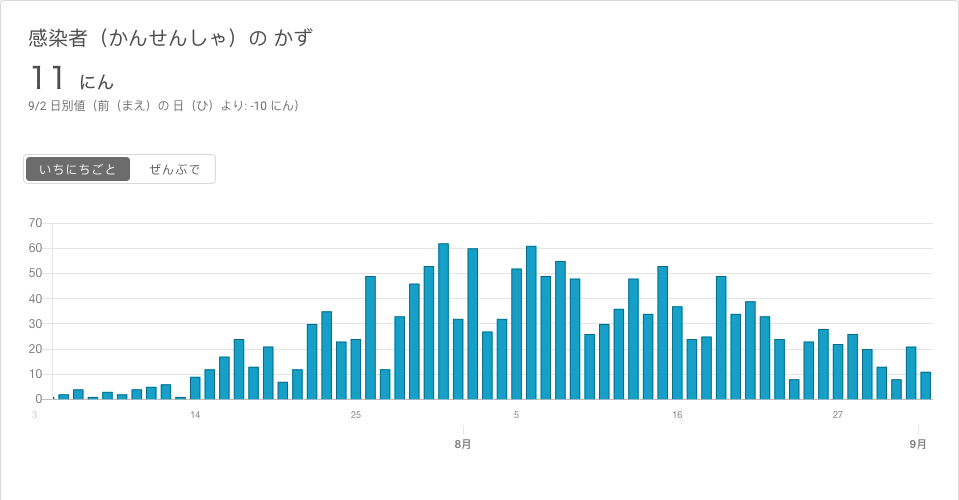 感染者（かんせんしゃ）の かず
11 にん
9/2 日別値（前（まえ）の 日（ひ）より: -10 にん）
いちにちごと ぜんぶで
70
60
50
40
30
20
10
0
3 14 25 5 16 27
8月 9月